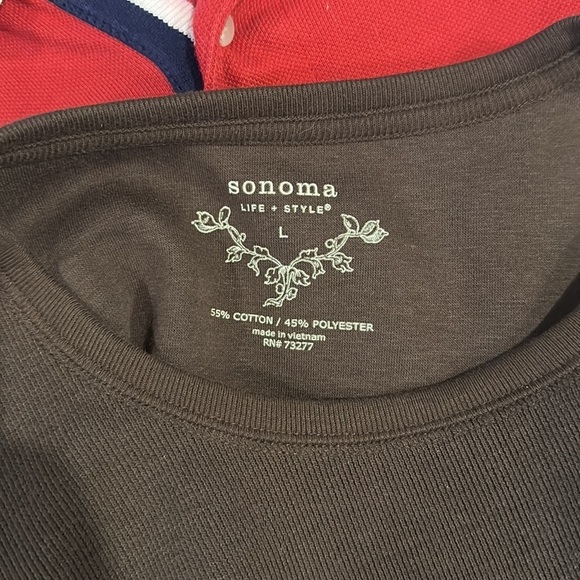 sonoma
LIFE + STYLE®
L
55% COTTON / 45% POLYESTER
made in vietnam
RN# 73277